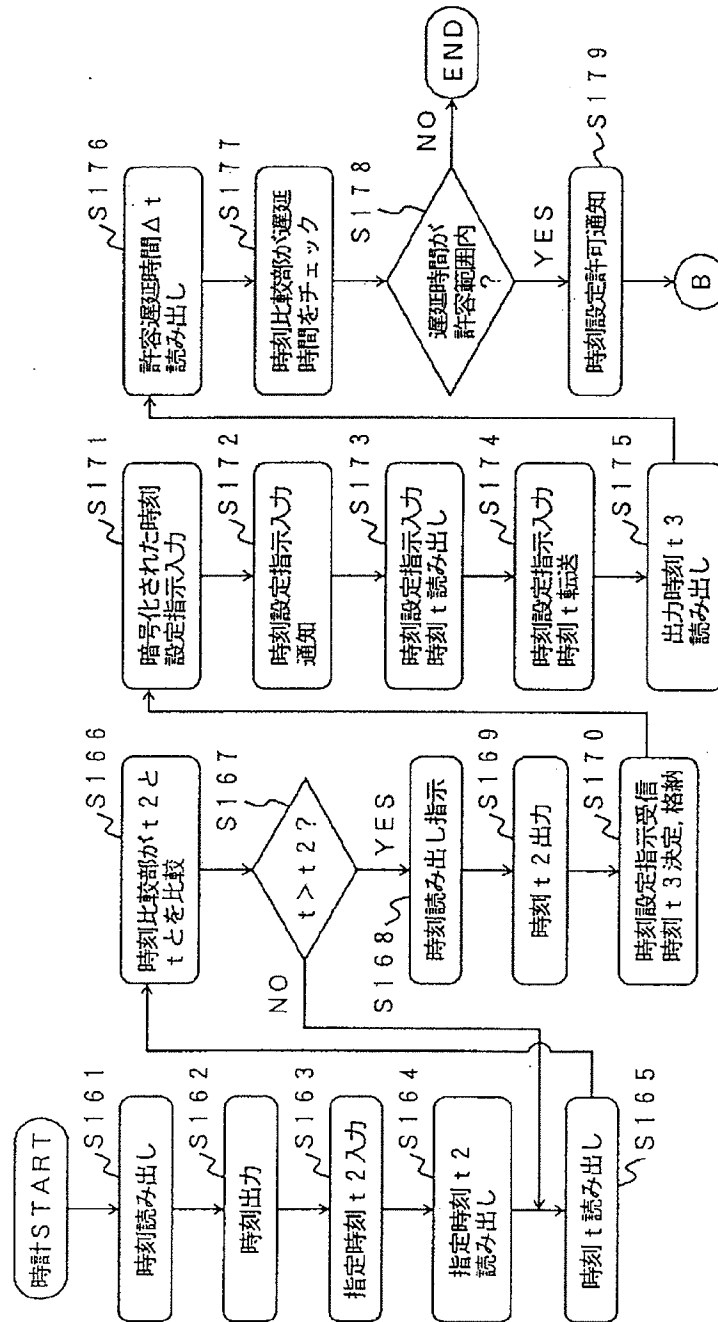 時計START
S161
時刻読み出し
S162
時刻出力
S163
指定時刻t2入力
S164
指定時刻t2
読み出し
S165
時刻t読み出し
S166
時刻比較部がt2と
tとを比較
S167
t>t2?
NO
YES
S168
時刻読み出し指示
S169
時刻t2出力
S170
時刻設定指示受信
時刻t3決定,格納
S171
暗号化された時刻
設定指示入力
S172
時刻設定指示入力
通知
S173
時刻設定指示入力
時刻t読み出し
S174
時刻設定指示入力
時刻t転送
S175
出力時刻t3
読み出し
S176
許容遅延時間Δt
読み出し
S177
時刻比較部が遅延
時間をチェック
S178
遅延時間が
許容範囲内
?
NO
END
YES
S179
時刻設定許可通知
B